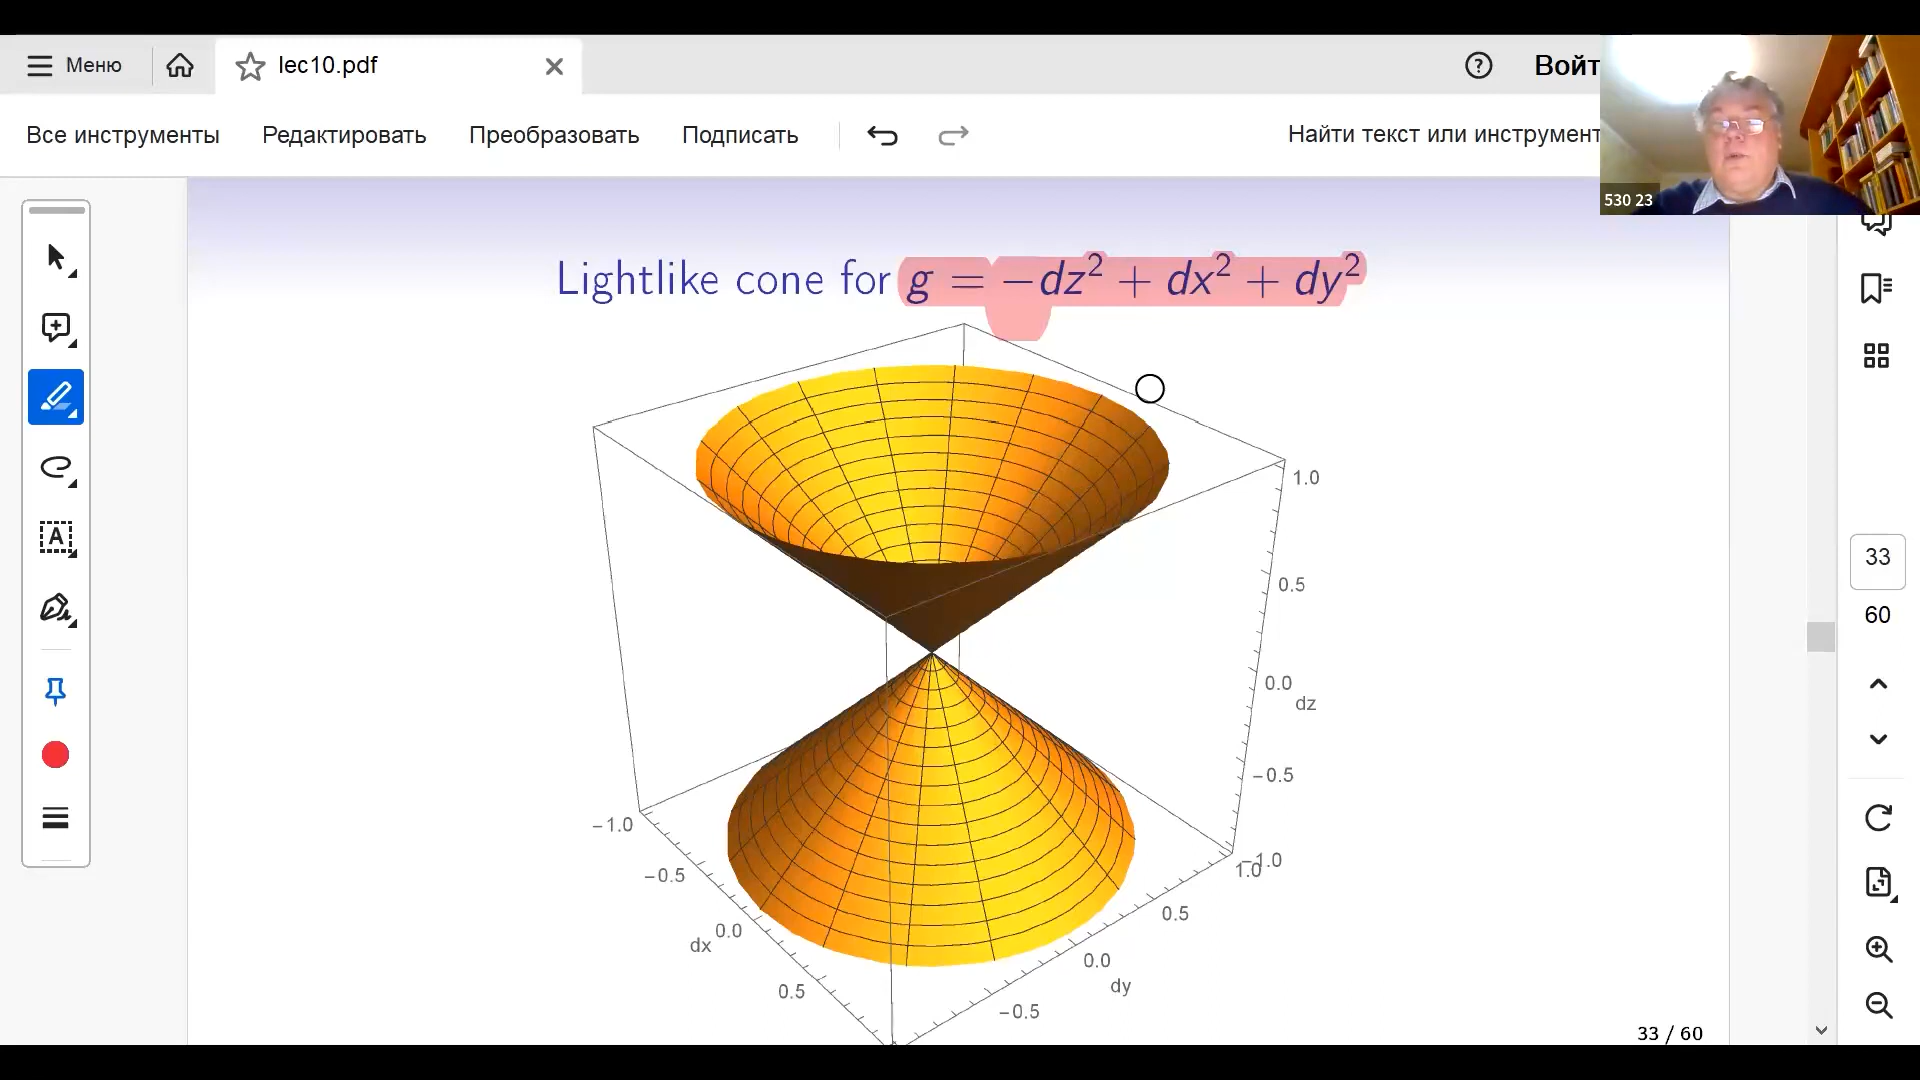 Меню
lec10.pdf
Войт
Все инструменты
Редактировать
Преобразовать
Подписать
Найти текст или инструмент
530 23
Lightlike cone for g = −dz² + dx² + dy²
1.0
0.5
0.0
dz
−0.5
−1.0
−1.0
−0.5
0.0
dx
0.5
1.0
0.5
0.0
dy
−0.5
33
60
33 / 60